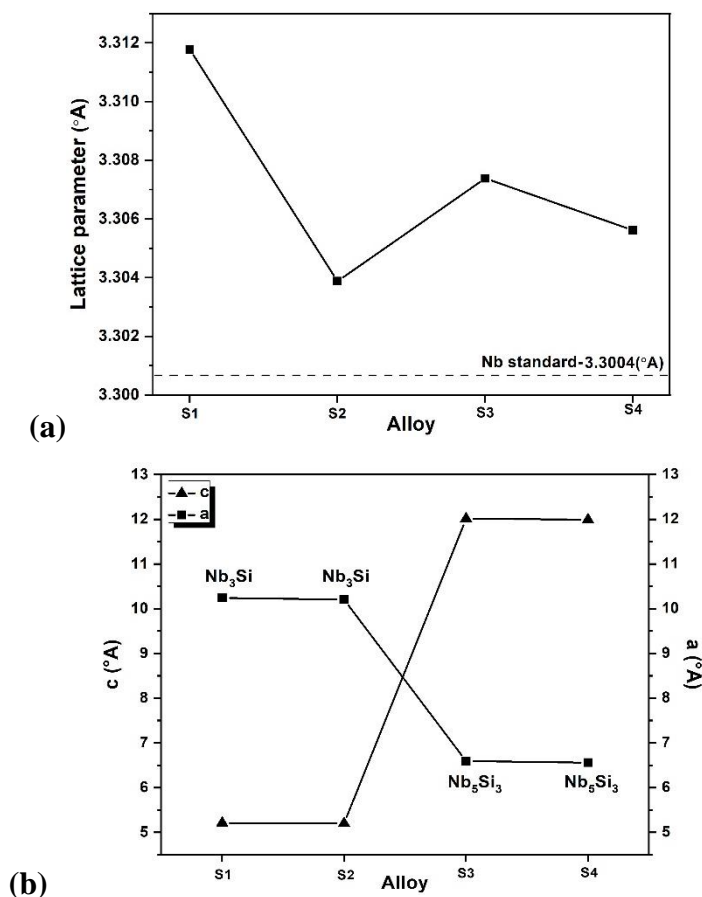 3.312
3.310
3.308
3.306
3.304
3.302
3.300
Lattice parameter (°A)
Nb standard-3.3004(°A)
S1 S2 S3 S4
Alloy
(a)
13 13
12 12
11 11
10 10
9 9
8 8
7 7
6 6
5 5
c
a
Nb₃Si Nb₃Si
Nb₅Si₃ Nb₅Si₃
c (°A)
a (°A)
S1 S2 S3 S4
Alloy
(b)